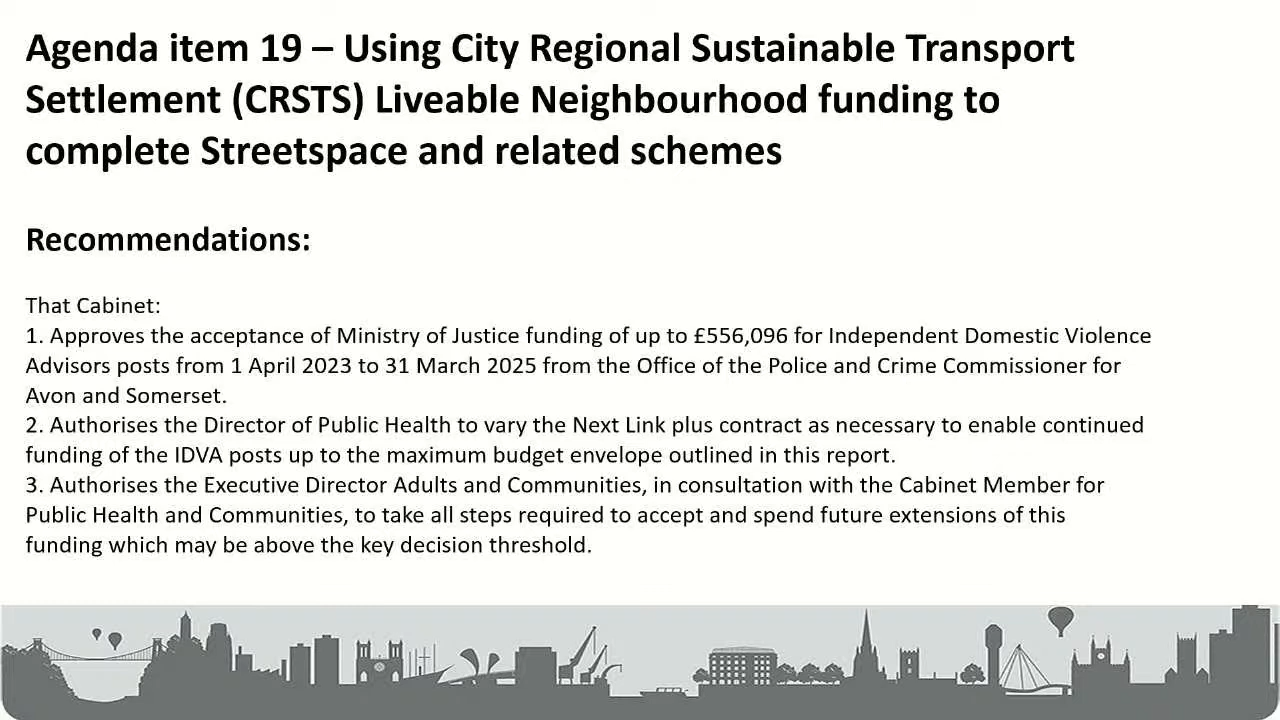 Agenda item 19 – Using City Regional Sustainable Transport
Settlement (CRSTS) Liveable Neighbourhood funding to
complete Streetspace and related schemes
Recommendations:
That Cabinet:
1. Approves the acceptance of Ministry of Justice funding of up to £556,096 for Independent Domestic Violence
Advisors posts from 1 April 2023 to 31 March 2025 from the Office of the Police and Crime Commissioner for
Avon and Somerset.
2. Authorises the Director of Public Health to vary the Next Link plus contract as necessary to enable continued
funding of the IDVA posts up to the maximum budget envelope outlined in this report.
3. Authorises the Executive Director Adults and Communities, in consultation with the Cabinet Member for
Public Health and Communities, to take all steps required to accept and spend future extensions of this
funding which may be above the key decision threshold.